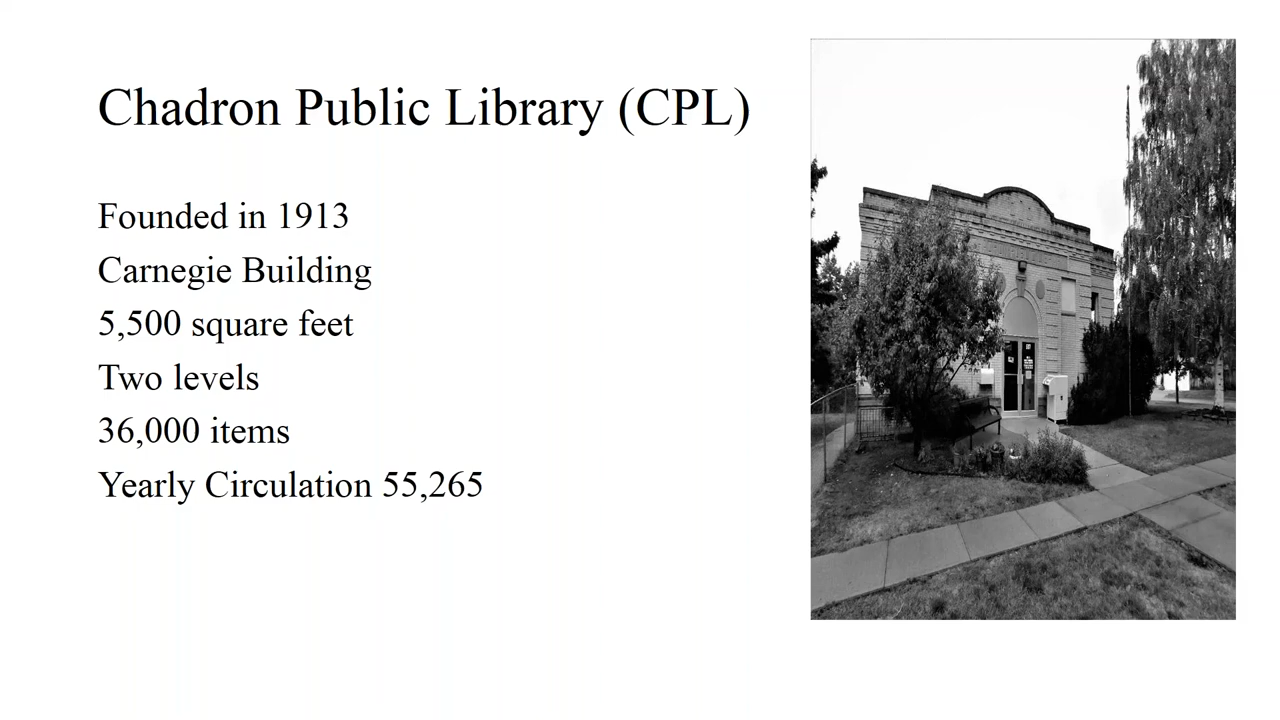 Chadron Public Library (CPL)
Founded in 1913
Carnegie Building
5,500 square feet
Two levels
36,000 items
Yearly Circulation 55,265